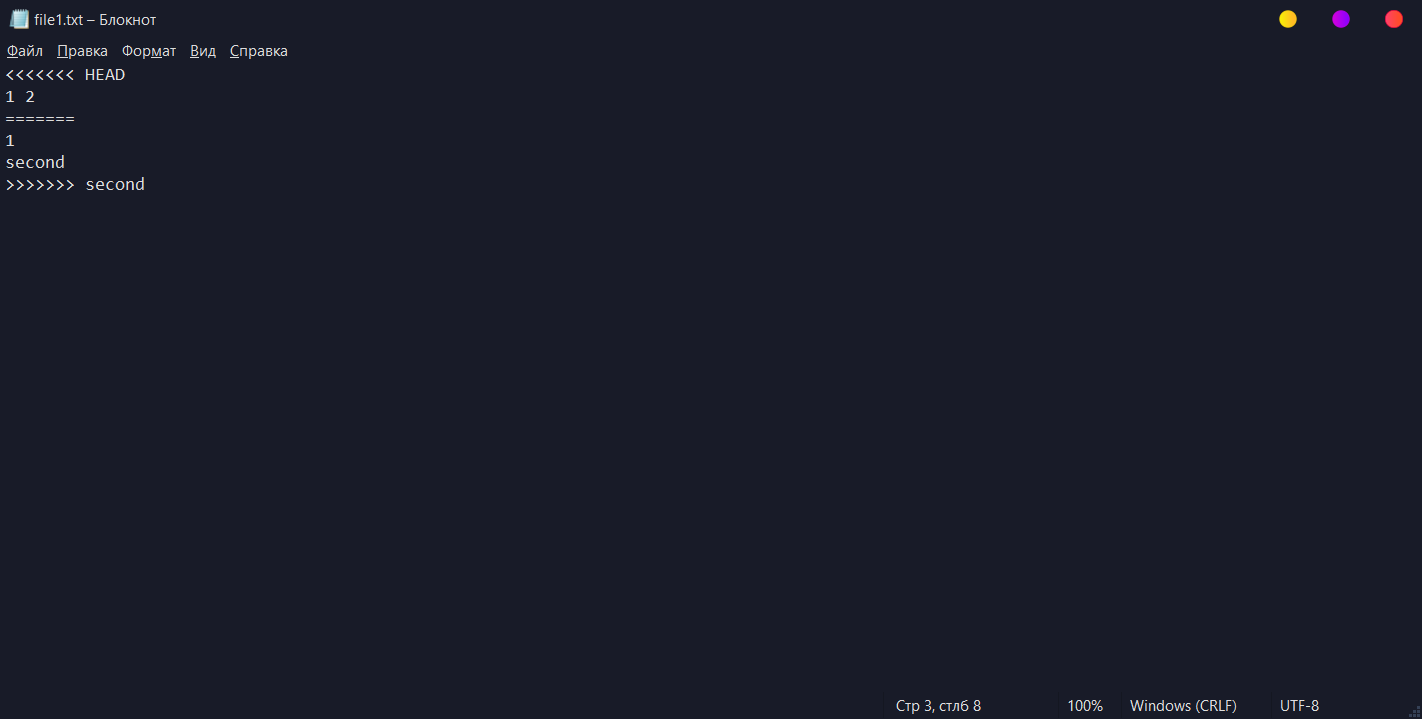 file1.txt – Блокнот
Файл Правка Формат Вид Справка
<<<<<<< HEAD
1 2
=======
1
second
>>>>>>> second
Стр 3, стлб 8 100% Windows (CRLF) UTF-8